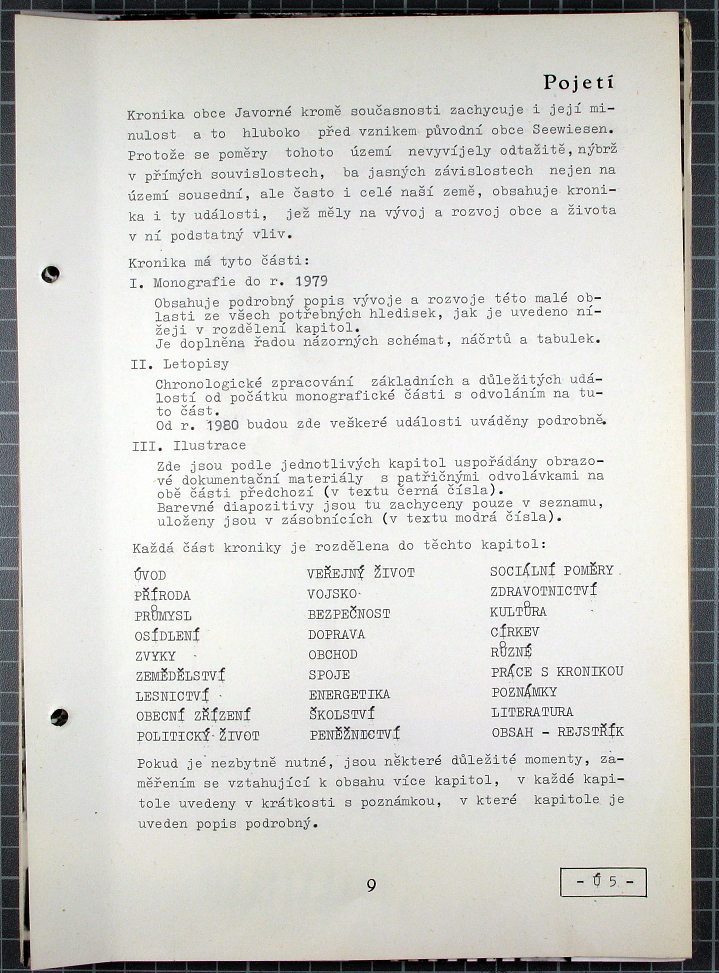 Pojetí
Kronika obce Javorné kromě současnosti zachycuje i její mi-
nulost a to hluboko před vznikem původní obce Seewiesen.
Protože se poměry tohoto území nevyvíjely odtažitě, nýbrž
v přímých souvislostech, ba jasných závislostech nejen na
území sousední, ale často i celé naší země, obsahuje kroni-
ka i ty události, jež měly na vývoj a rozvoj obce a života
v ní podstatný vliv.
Kronika má tyto části:
I. Monografie do r. 1979
Obsahuje podrobný popis vývoje a rozvoje této malé ob-
lasti ze všech potřebných hledisek, jak je uvedeno ní-
žeji v rozdělení kapitol.
Je doplněna řadou názorných schémat, náčrtů a tabulek.
II. Letopisy
Chronologické zpracování základních a důležitých udá-
lostí od počátku monografické části s odvoláním na tu-
to část.
Od r. 1980 budou zde veškeré události uváděny podrobně.
III. Ilustrace
Zde jsou podle jednotlivých kapitol uspořádány obrazo-
vé dokumentační materiály s patřičnými odvolávkami na
obě části předchozí (v textu černá čísla).
Barevné diapozitivy jsou tu zachyceny pouze v seznamu,
uloženy jsou v zásobnících (v textu modrá čísla).
Každá část kroniky je rozdělena do těchto kapitol:
ÚVOD
PŘÍRODA
PRŮMYSL
OSÍDLENÍ
ZVYKY
ZEMĚDĚLSTVÍ
LESNICTVÍ
OBECNÍ ZŘÍZENÍ
POLITICKÝ ŽIVOT
VEŘEJNÝ ŽIVOT
VOJSKO
BEZPEČNOST
DOPRAVA
OBCHOD
SPOJE
ENERGETIKA
ŠKOLSTVÍ
PENĚŽNICTVÍ
SOCIÁLNÍ POMĚRY
ZDRAVOTNICTVÍ
KULTŮRA
CÍRKEV
RŮZNÉ
PRÁCE S KRONIKOU
POZNÁMKY
LITERATURA
OBSAH - REJSTŘÍK
Pokud je nezbytně nutné, jsou některé důležité momenty, za-
měřením se vztahující k obsahu více kapitol, v každé kapi-
tole uvedeny v krátkosti s poznámkou, v které kapitole je
uveden popis podrobný.
9
- Ú 5 -